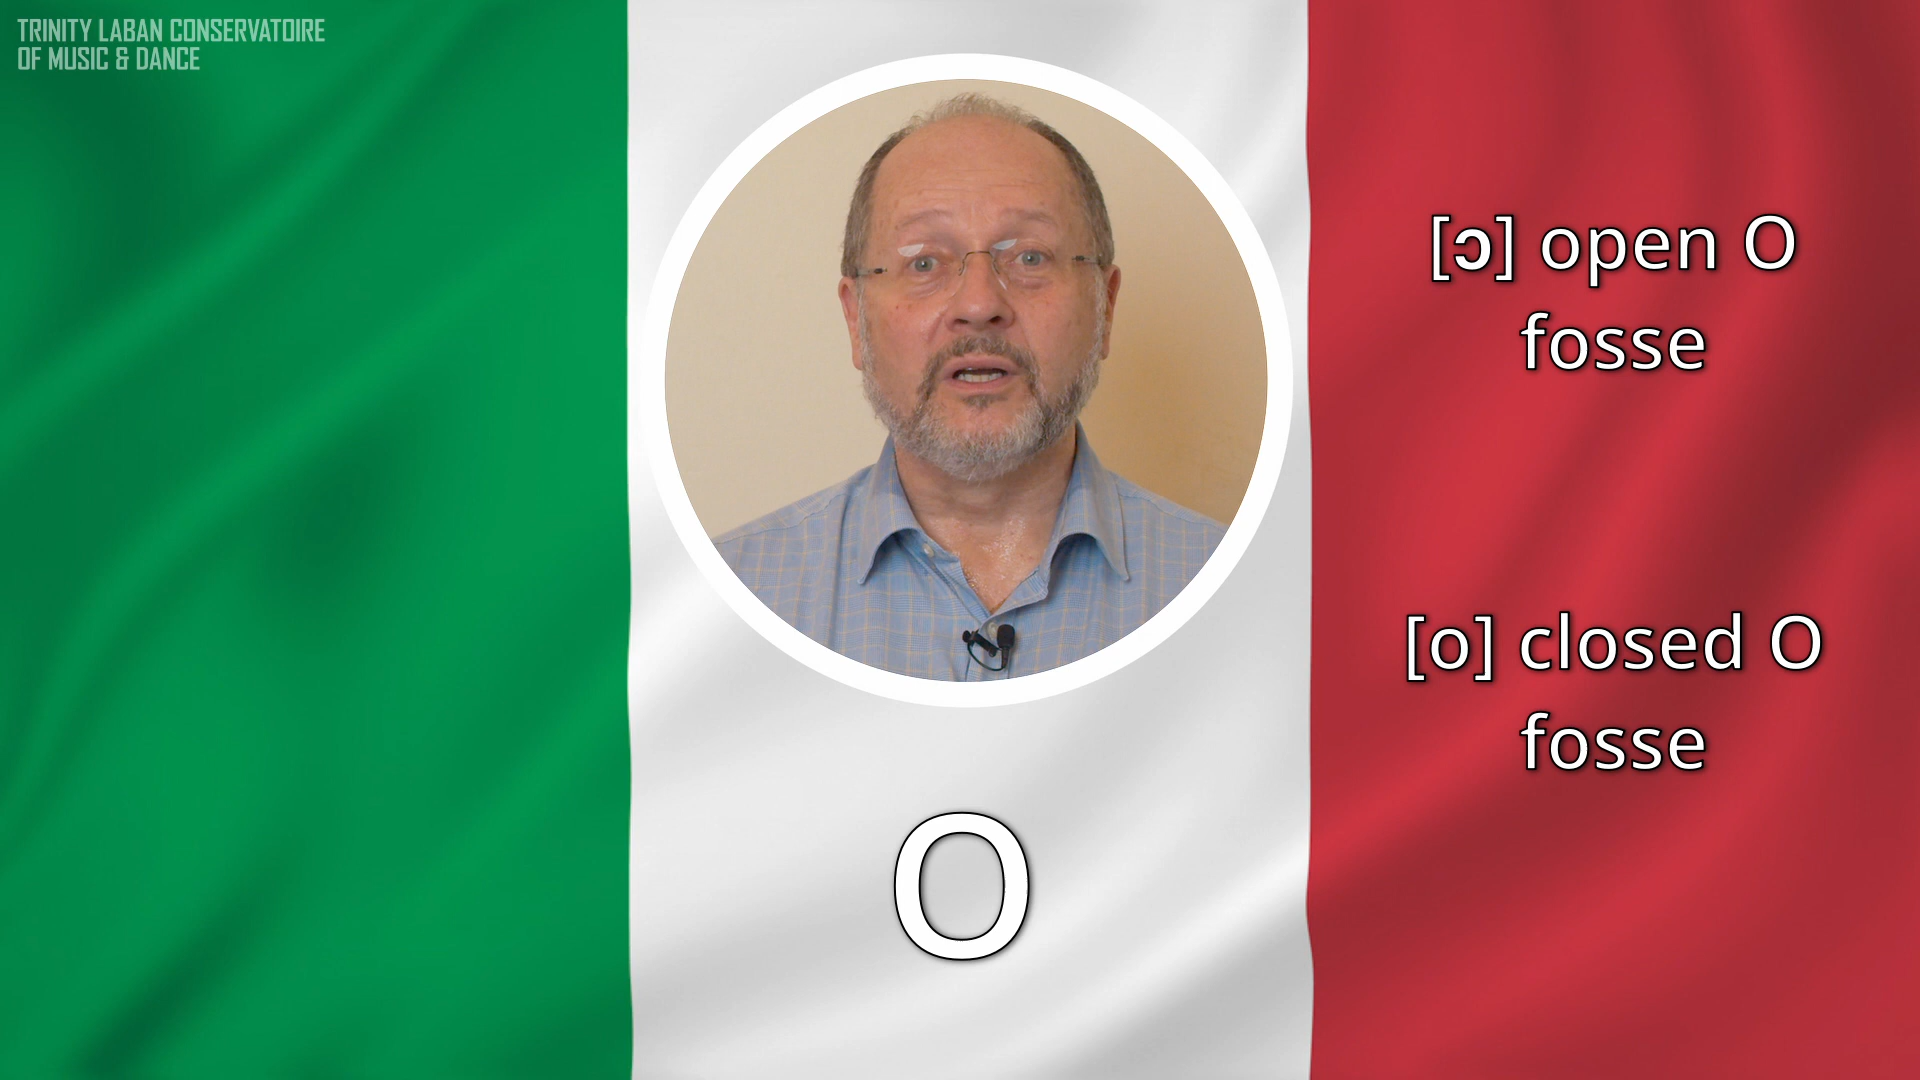 TRINITY LABAN CONSERVATOIRE
OF MUSIC & DANCE
[ɔ] open O
fosse
[o] closed O
fosse
O